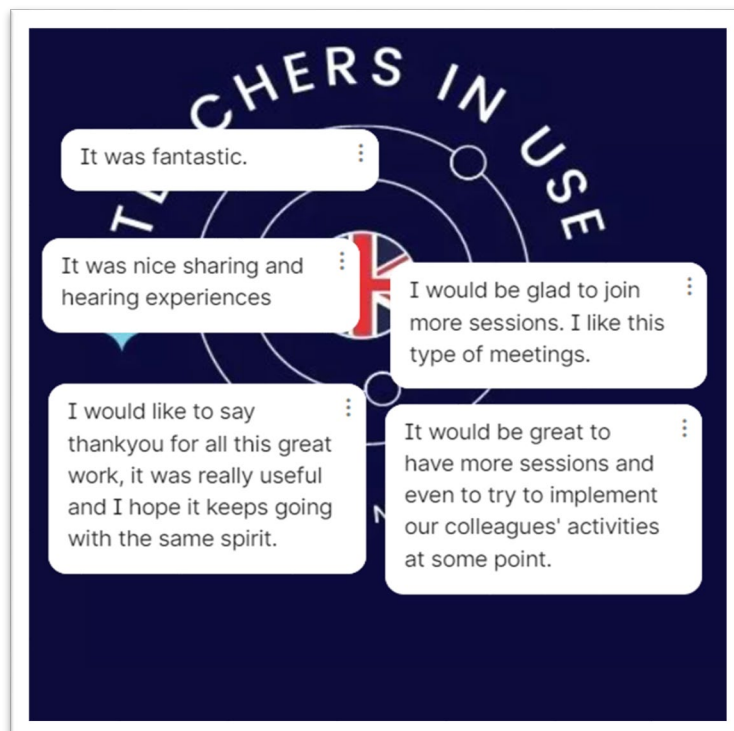 CHERS IN USE
It was fantastic.
It was nice sharing and
hearing experiences
I would be glad to join
more sessions. I like this
type of meetings.
I would like to say
thankyou for all this great
work, it was really useful
and I hope it keeps going
with the same spirit.
It would be great to
have more sessions and
even to try to implement
our colleagues' activities
at some point.